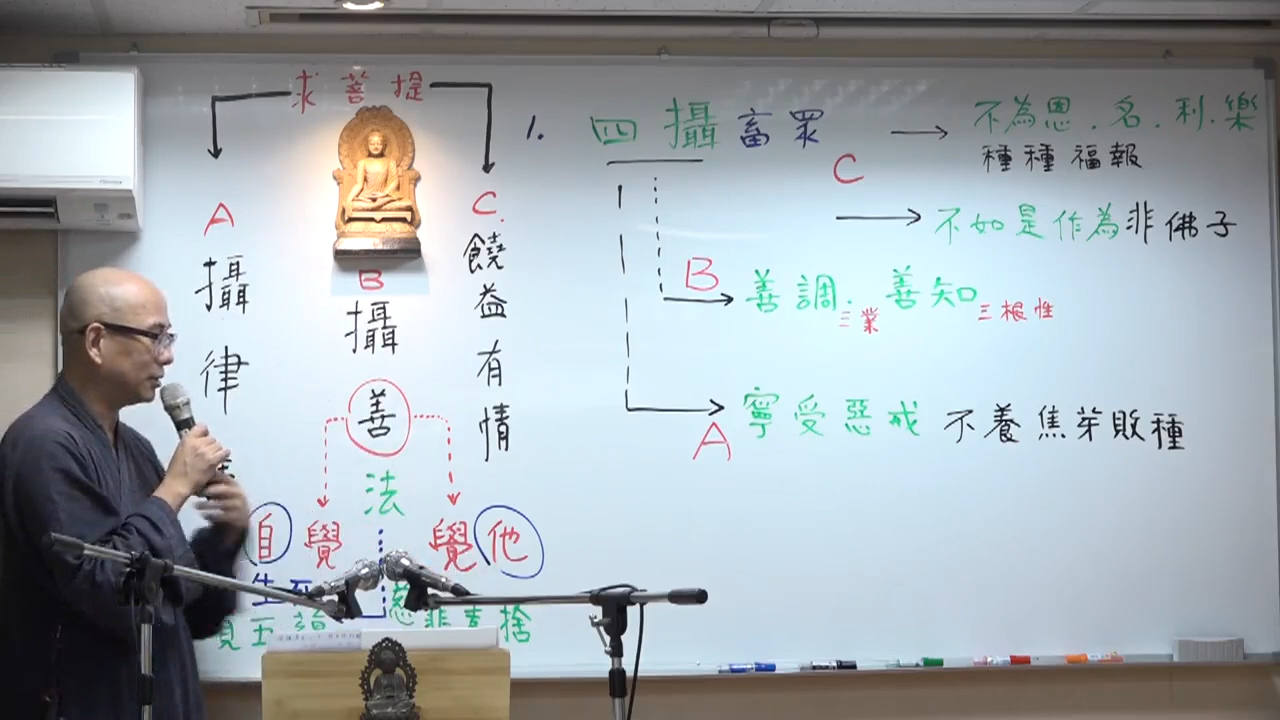 求菩提
A
攝律
B
攝
善
法
自覺
覺他
生死
慈悲喜捨
C.
饒益有情
1. 四攝畜眾
C
不為恩．名．利．樂
種種福報
不如是作為非佛子
B
善調．善知
三業
三根性
A
寧受惡戒 不養焦芽敗種